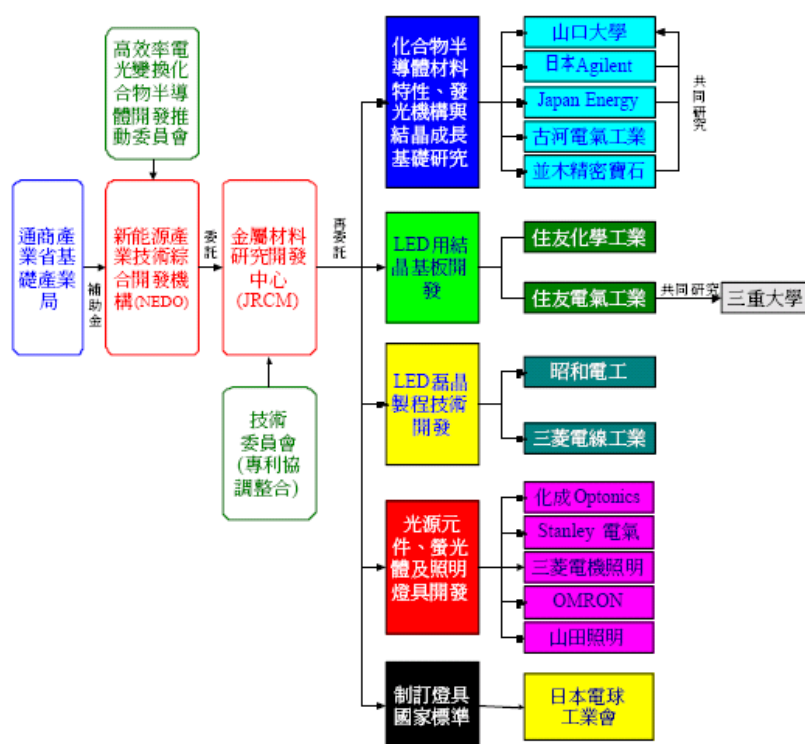 高效率電
光變換化
合物半導
體開發推
動委員會
通商產
業省基
礎產業
局
補助金
新能源產
業技術綜
合開發機
構(NEDO)
委託
金屬材料
研究開發
中心
(JRCM)
技術
委員會
(專利協
調整合)
再委託
化合物半
導體材料
特性、發
光機構與
結晶成長
基礎研究
山口大學
日本Agilent
Japan Energy
古河電氣工業
並木精密寶石
共同研究
LED用結
晶基板開
發
住友化學工業
住友電氣工業
共同研究
三重大學
LED磊晶
製程技術
開發
昭和電工
三菱電線工業
光源元
件、螢光
體及照明
燈具開發
化成Optonics
Stanley 電氣
三菱電機照明
OMRON
山田照明
制訂燈具
國家標準
日本電球
工業會